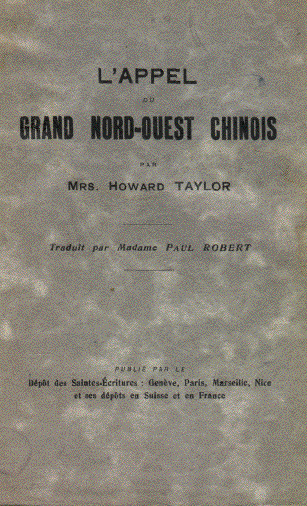 L'APPEL
DU
GRAND NORD-OUEST CHINOIS
PAR
MRS. HOWARD TAYLOR
Traduit par Madame PAUL ROBERT
PUBLIÉ PAR LE
Dépôt des Saintes-Écritures : Genève, Paris, Marseille, Nice
et ses dépôts en Suisse et en France